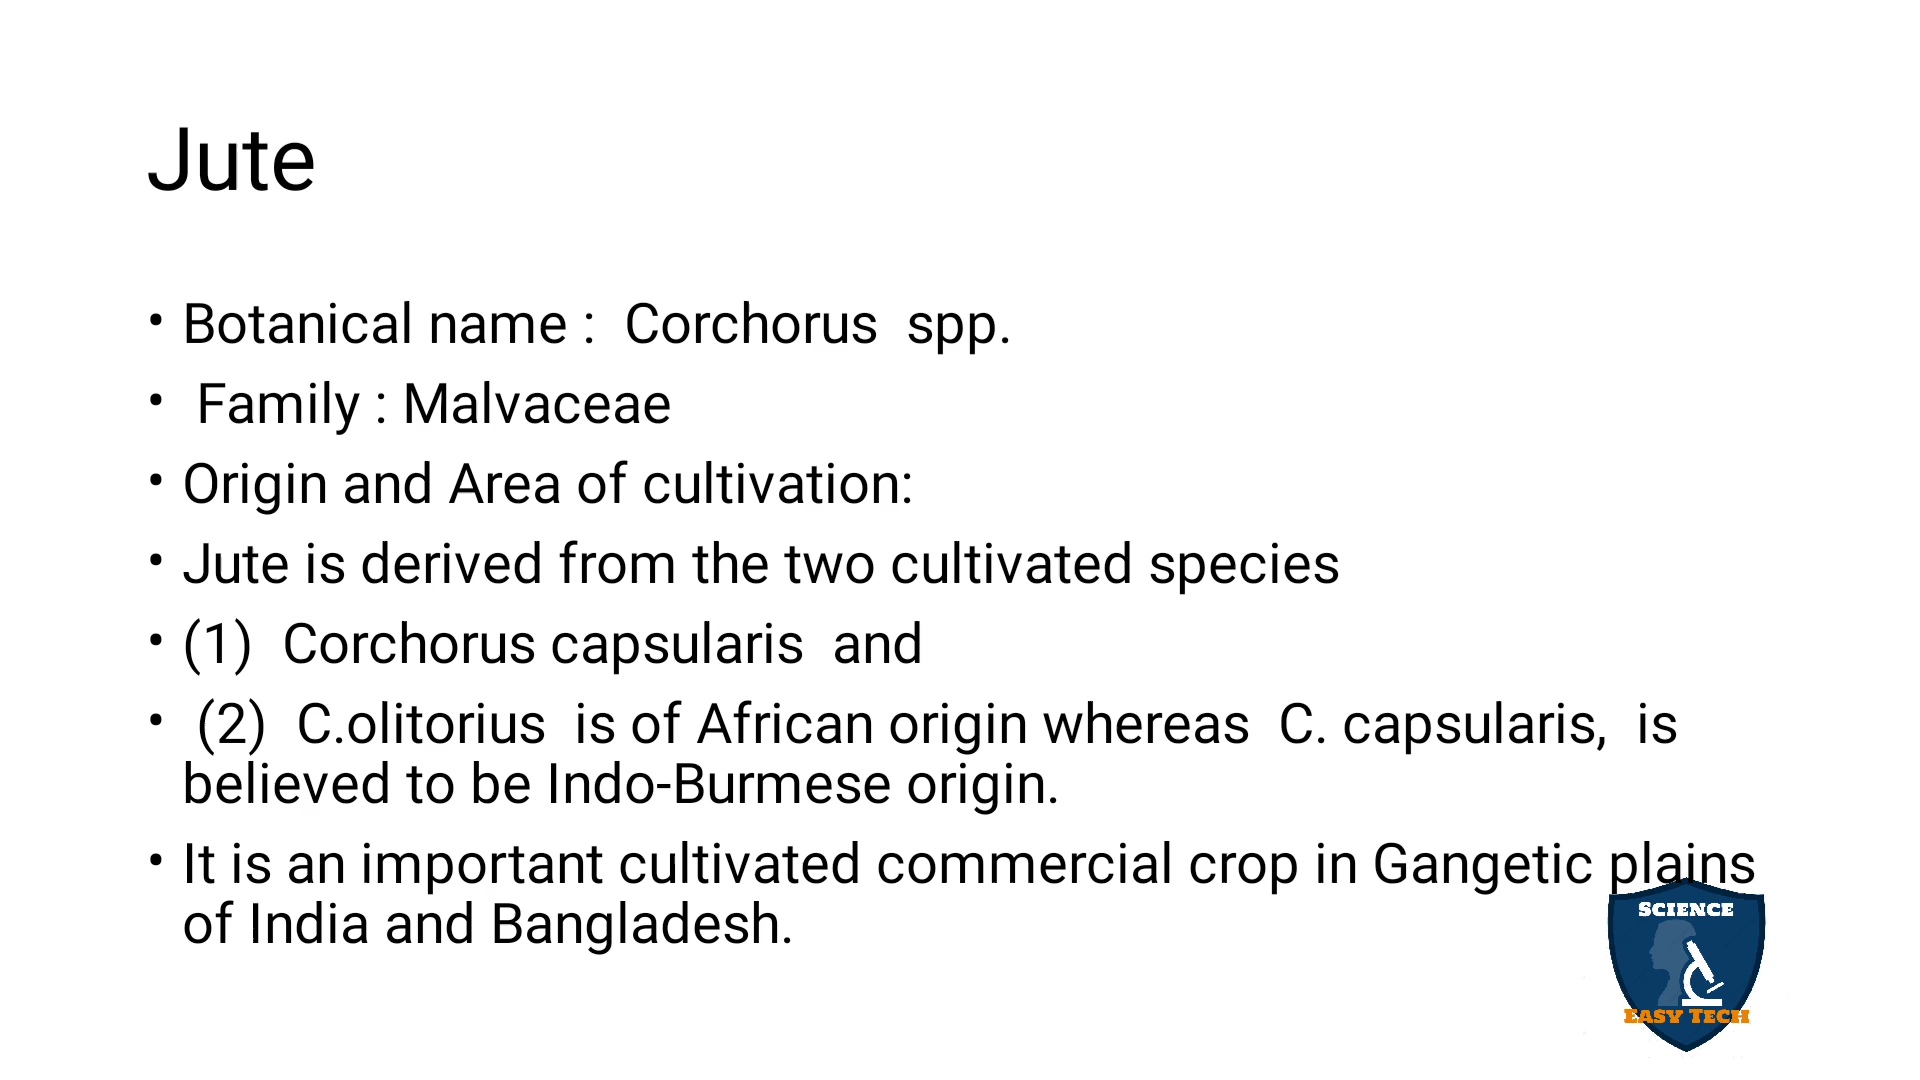 Jute
• Botanical name :  Corchorus  spp.
•  Family : Malvaceae
• Origin and Area of cultivation:
• Jute is derived from the two cultivated species
• (1)  Corchorus capsularis  and
•  (2)  C.olitorius  is of African origin whereas  C. capsularis,  is
believed to be Indo-Burmese origin.
• It is an important cultivated commercial crop in Gangetic plains
of India and Bangladesh.
SCIENCE
EASY TECH